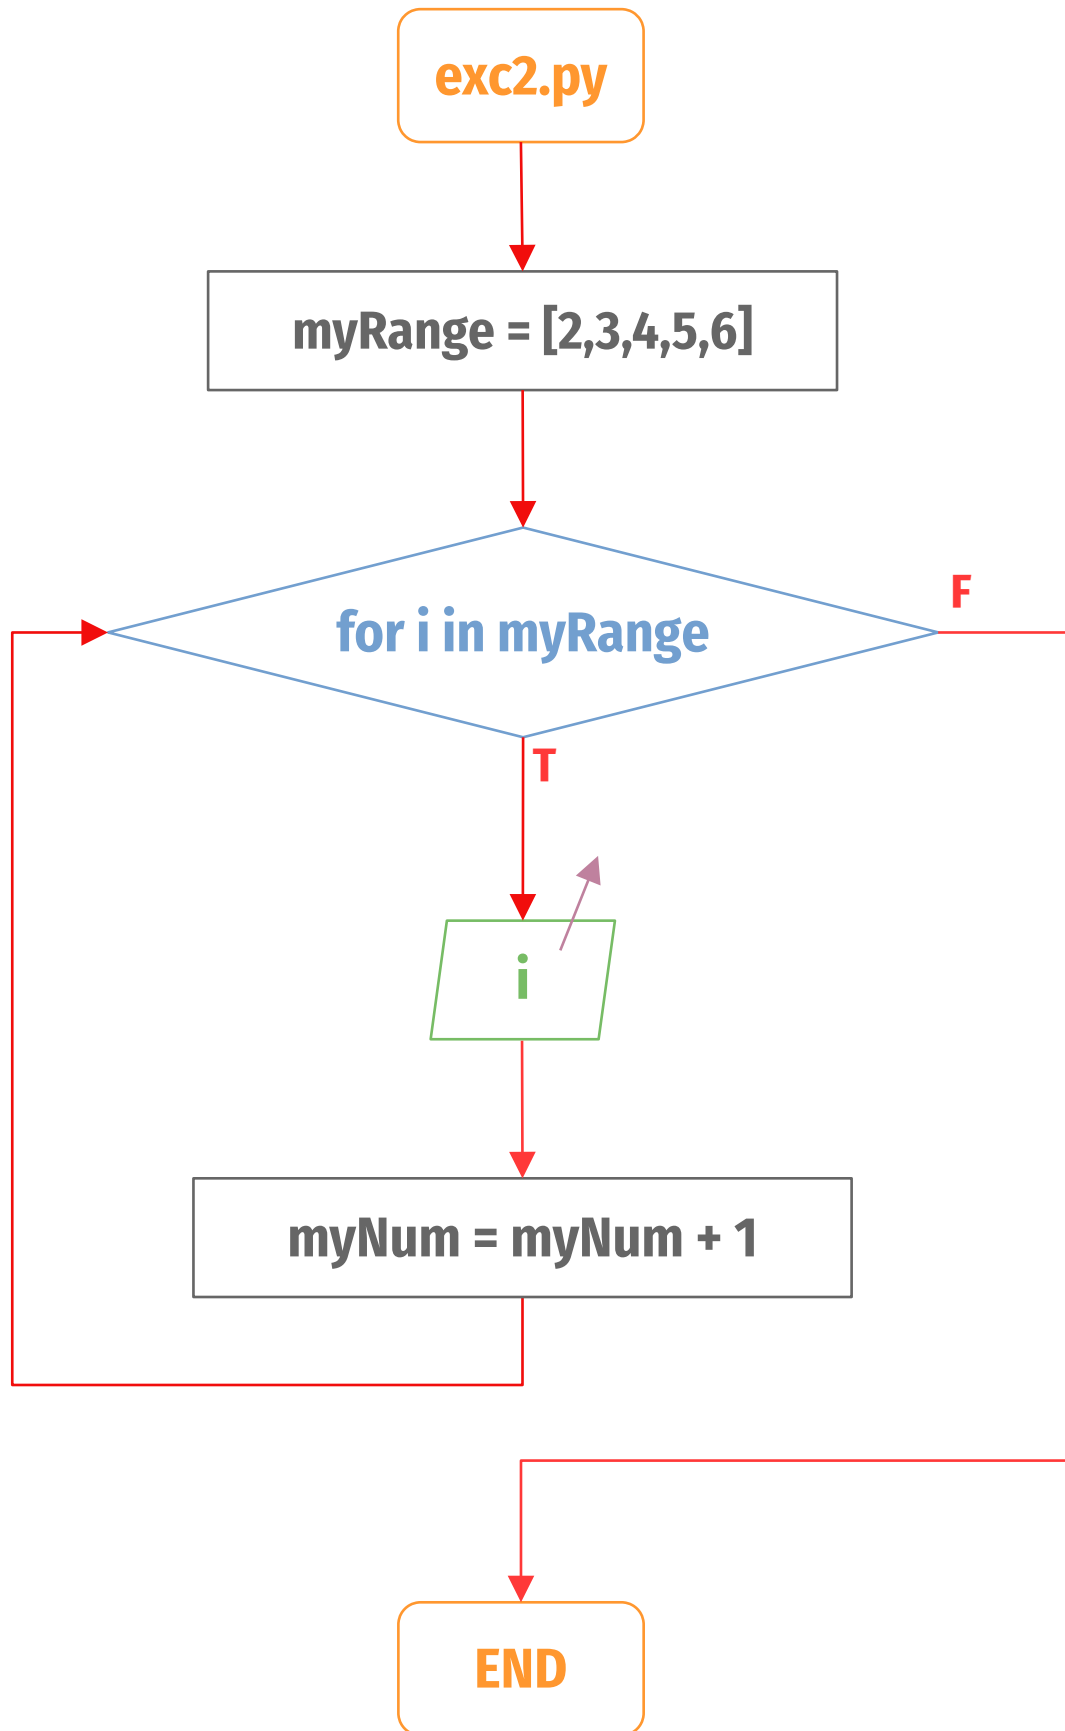 exc2.py
myRange = [2,3,4,5,6]
for i in myRange
F
T
i
myNum = myNum + 1
END